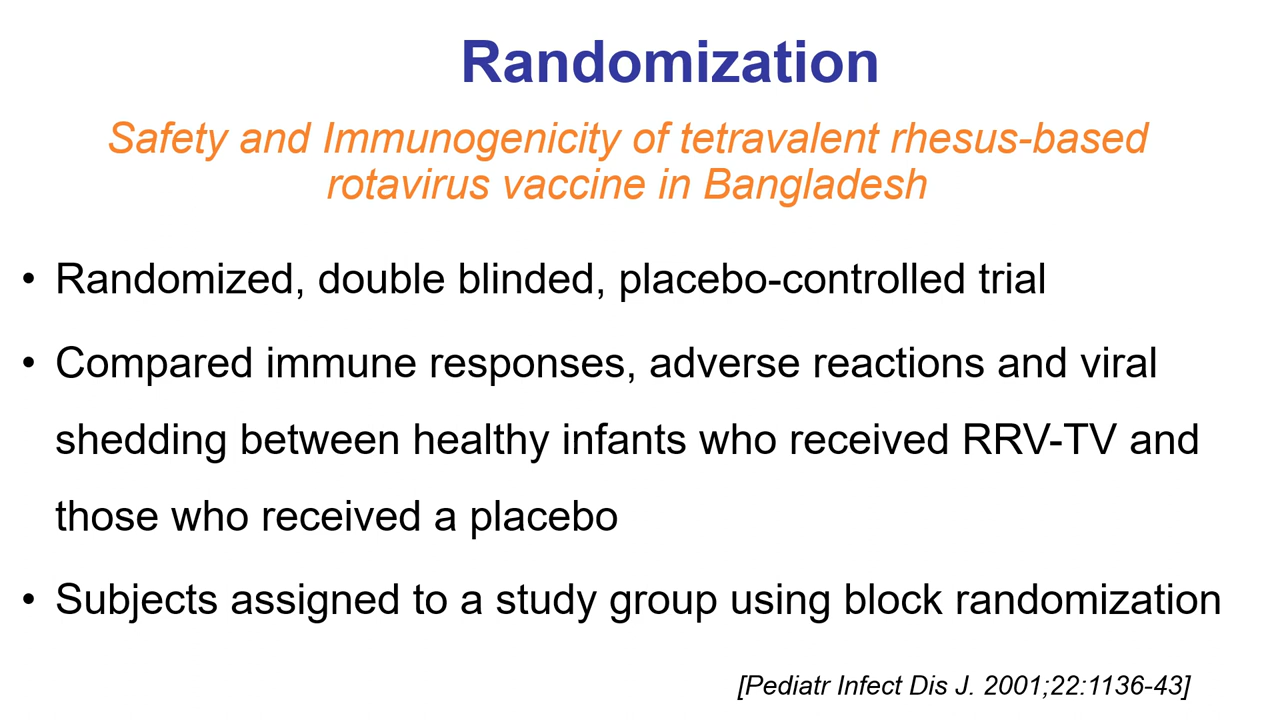 Randomization
Safety and Immunogenicity of tetravalent rhesus-based
rotavirus vaccine in Bangladesh
• Randomized, double blinded, placebo-controlled trial
• Compared immune responses, adverse reactions and viral
shedding between healthy infants who received RRV-TV and
those who received a placebo
• Subjects assigned to a study group using block randomization
[Pediatr Infect Dis J. 2001;22:1136-43]